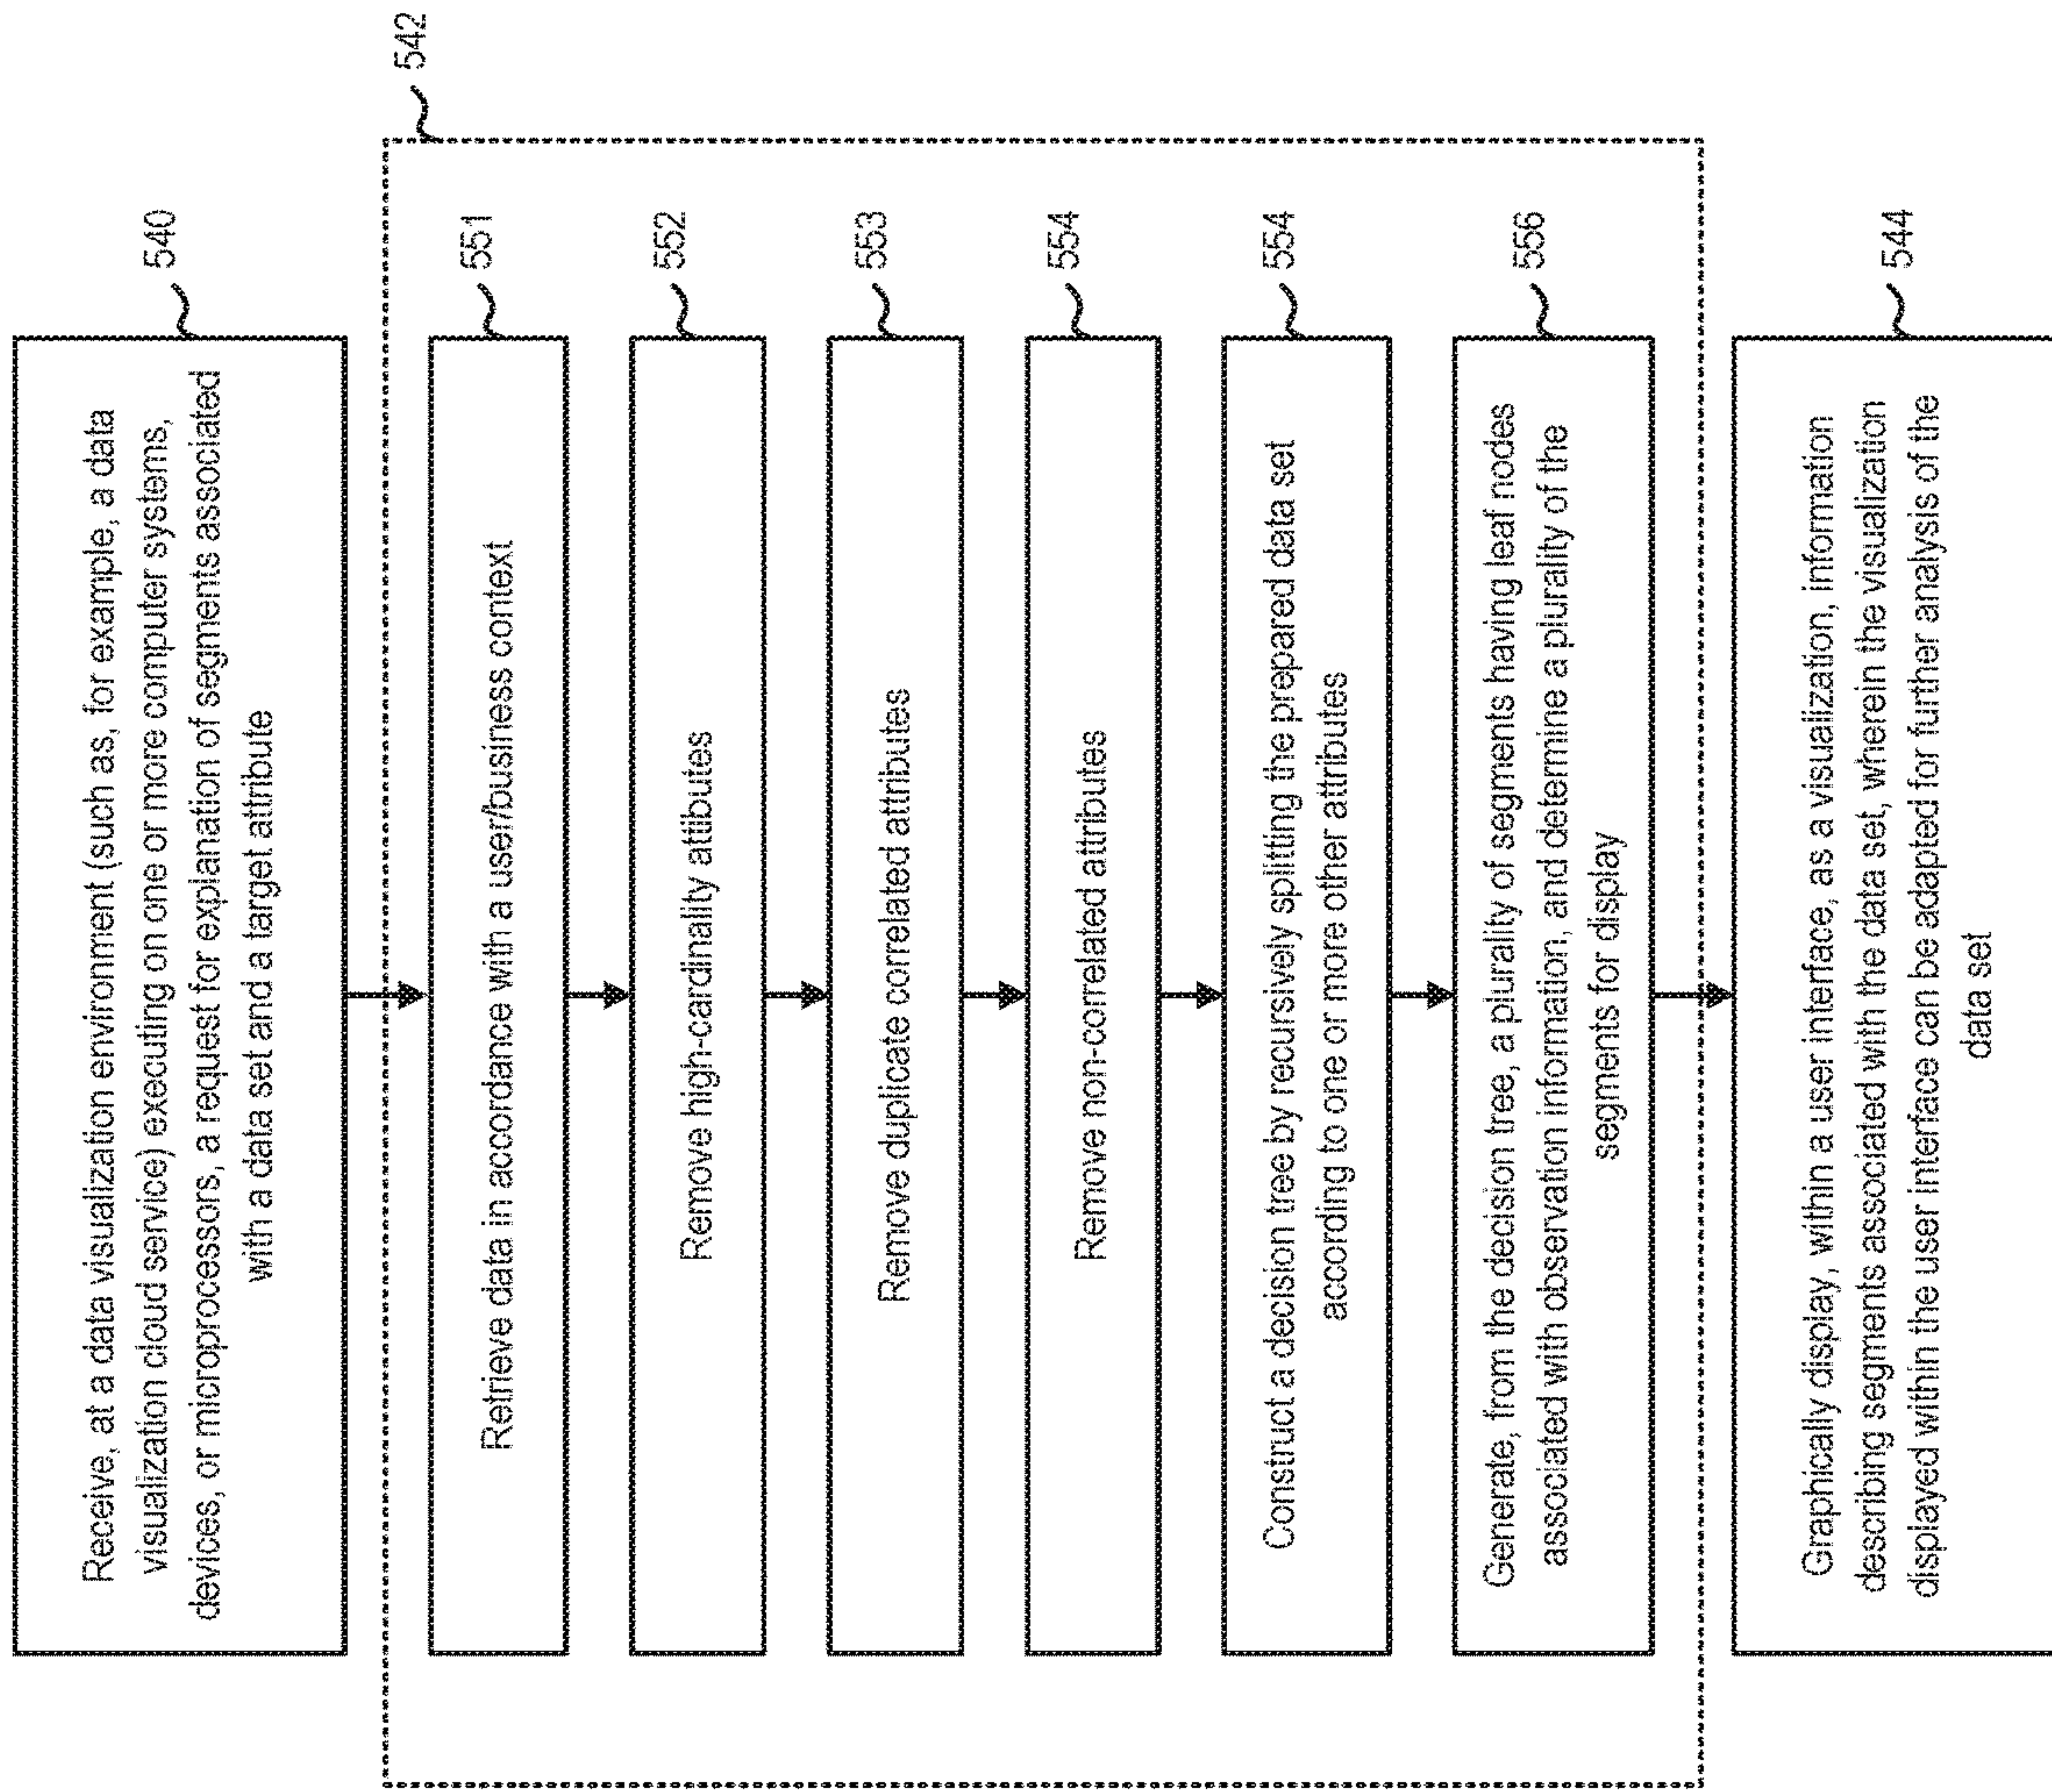 Receive, at a data visualization environment (such as, for example, a data
visualization cloud service) executing on one or more computer systems,
devices, or microprocessors, a request for explanation of segments associated
with a data set and a target attribute
540
542
Retrieve data in accordance with a user/business context
551
Remove high-cardinality attibutes
552
Remove duplicate correlated attributes
553
Remove non-correlated attributes
554
Construct a decision tree by recursively splitting the prepared data set
according to one or more other attributes
554
Generate, from the decision tree, a plurality of segments having leaf nodes
associated with observation information, and determine a plurality of the
segments for display
556
Graphically display, within a user interface, as a visualization, information
describing segments associated with the data set, wherein the visualization
displayed within the user interface can be adapted for further analysis of the
data set
544